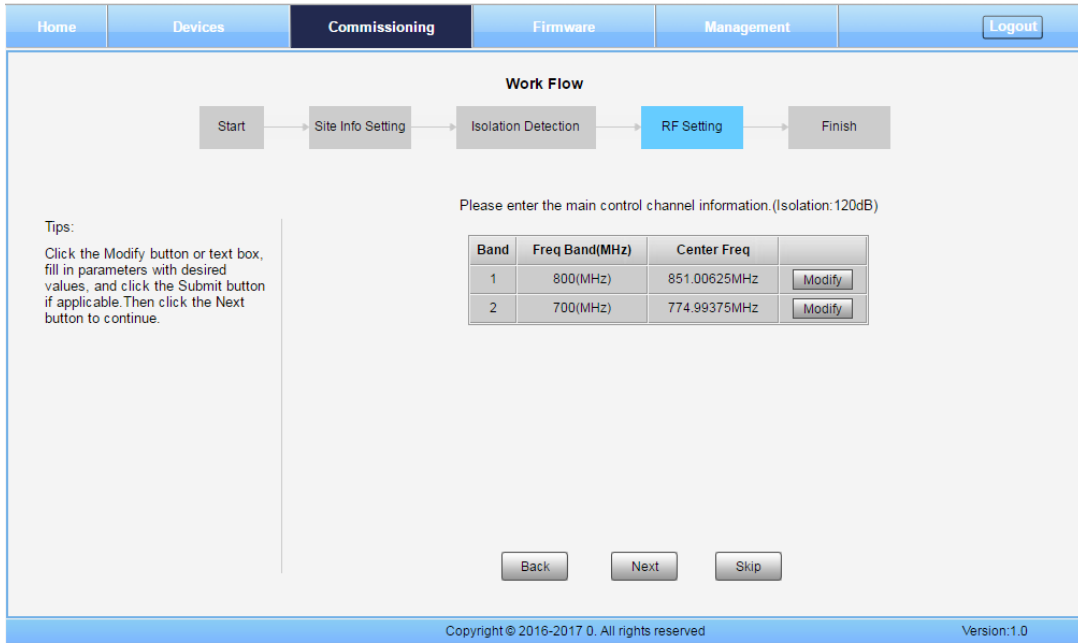 Home Devices Commissioning Firmware Management Logout
Work Flow
Start Site Info Setting Isolation Detection RF Setting Finish
Please enter the main control channel information.(Isolation:120dB)
Tips:
Click the Modify button or text box,
fill in parameters with desired
values, and click the Submit button
if applicable.Then click the Next
button to continue.
Band Freq Band(MHz) Center Freq
1 800(MHz) 851.00625MHz Modify
2 700(MHz) 774.99375MHz Modify
Back Next Skip
Copyright © 2016-2017 0. All rights reserved Version:1.0